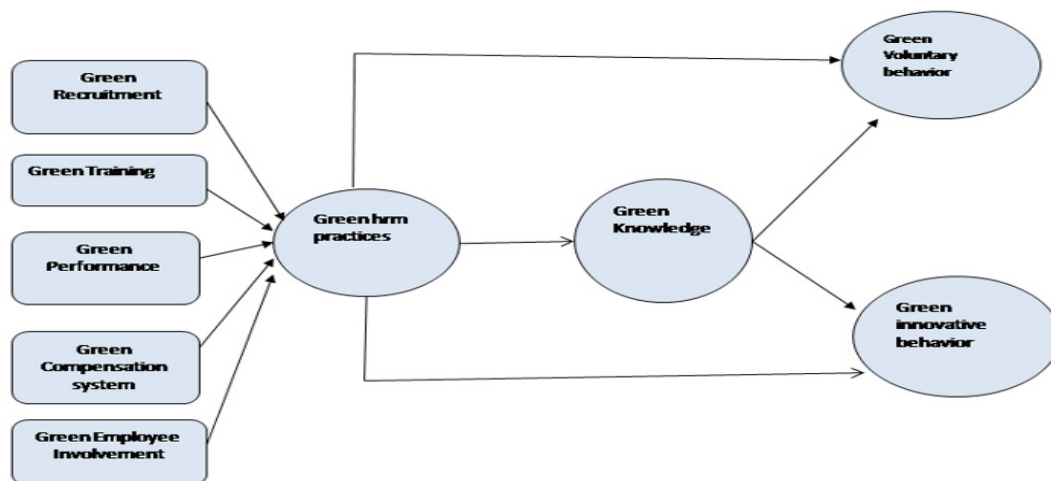 Green
Recruitment
Green Training
Green
Performance
Green
Compensation
system
Green Employee
Involvement
Green hrm
practices
Green
Knowledge
Green
Voluntary
behavior
Green
innovative
behavior